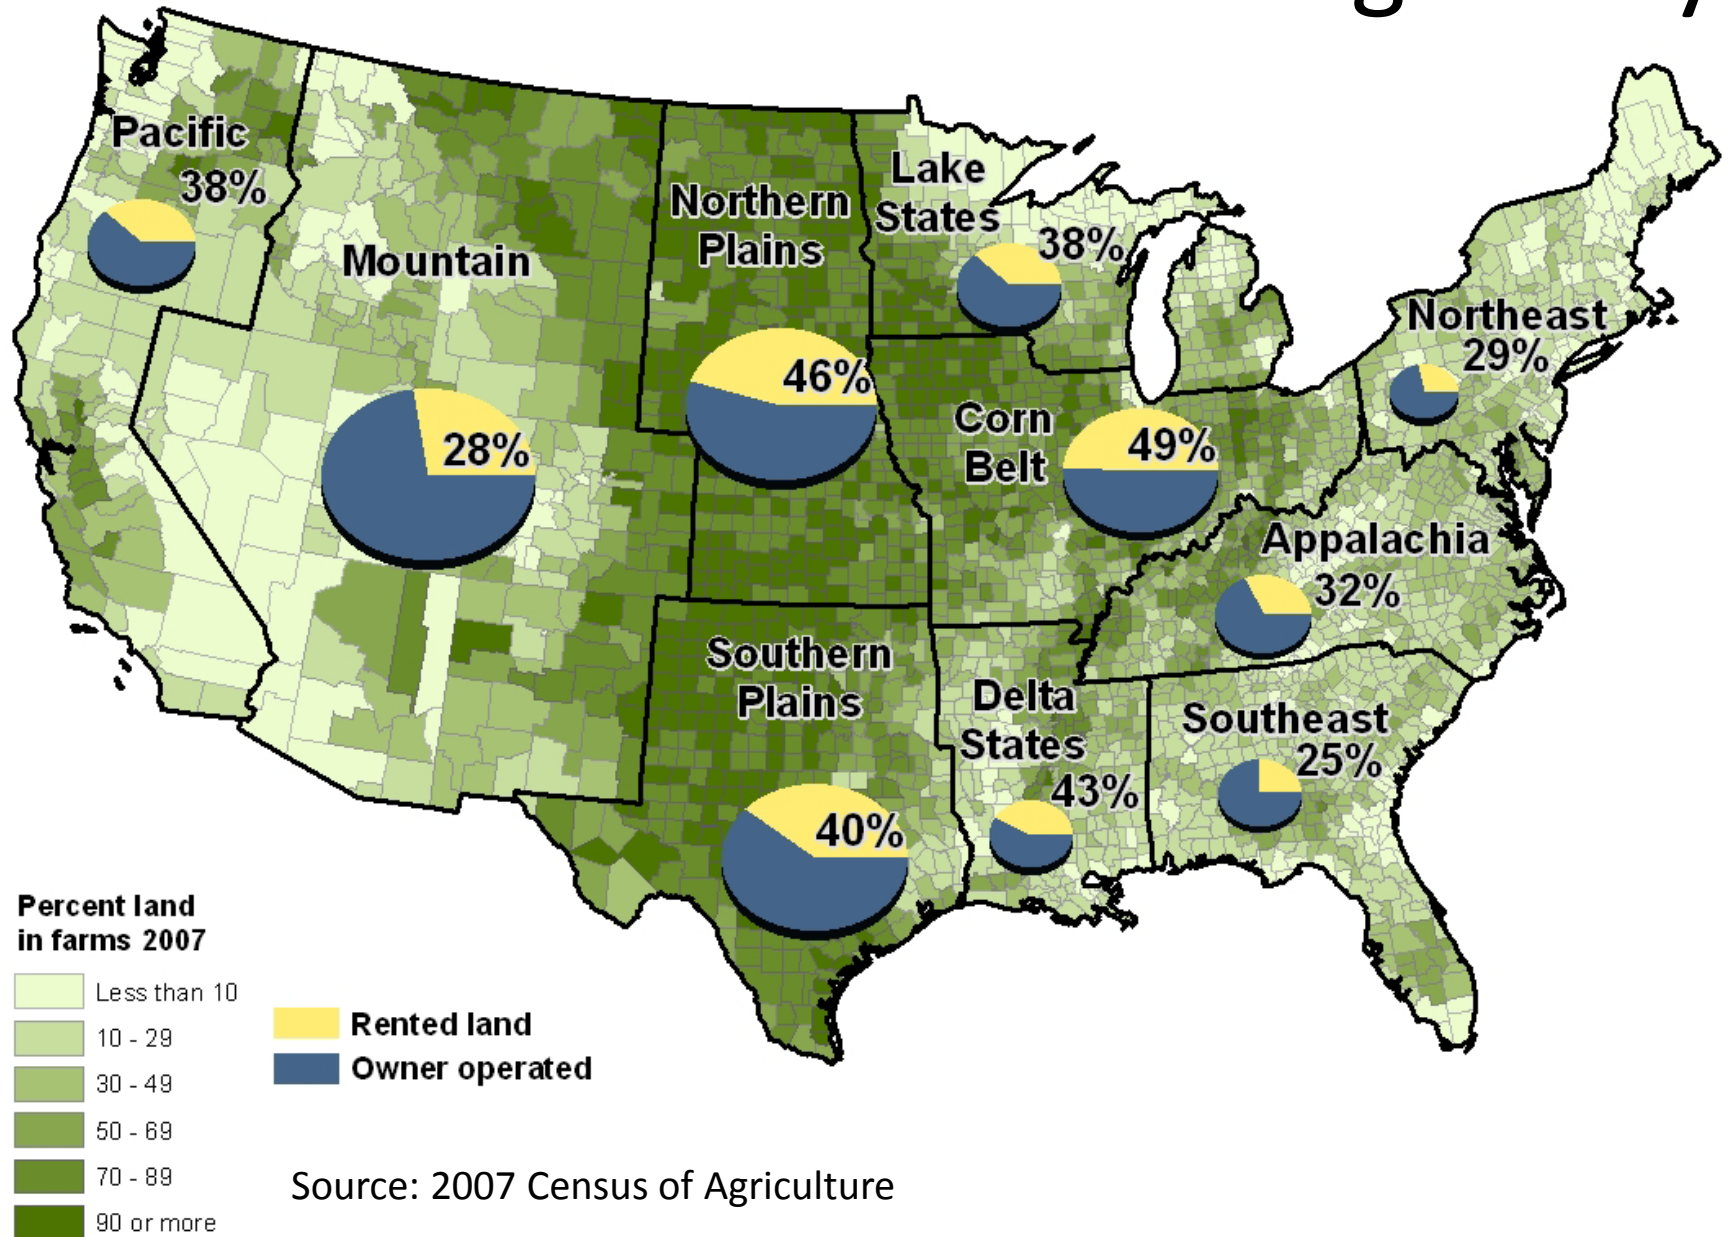 Pacific
38%
Mountain
28%
Northern
Plains
46%
Lake
States
38%
Corn
Belt
49%
Northeast
29%
Appalachia
32%
Southern
Plains
40%
Delta
States
43%
Southeast
25%
Percent land
in farms 2007
Less than 10
10 - 29
30 - 49
50 - 69
70 - 89
90 or more
Rented land
Owner operated
Source: 2007 Census of Agriculture